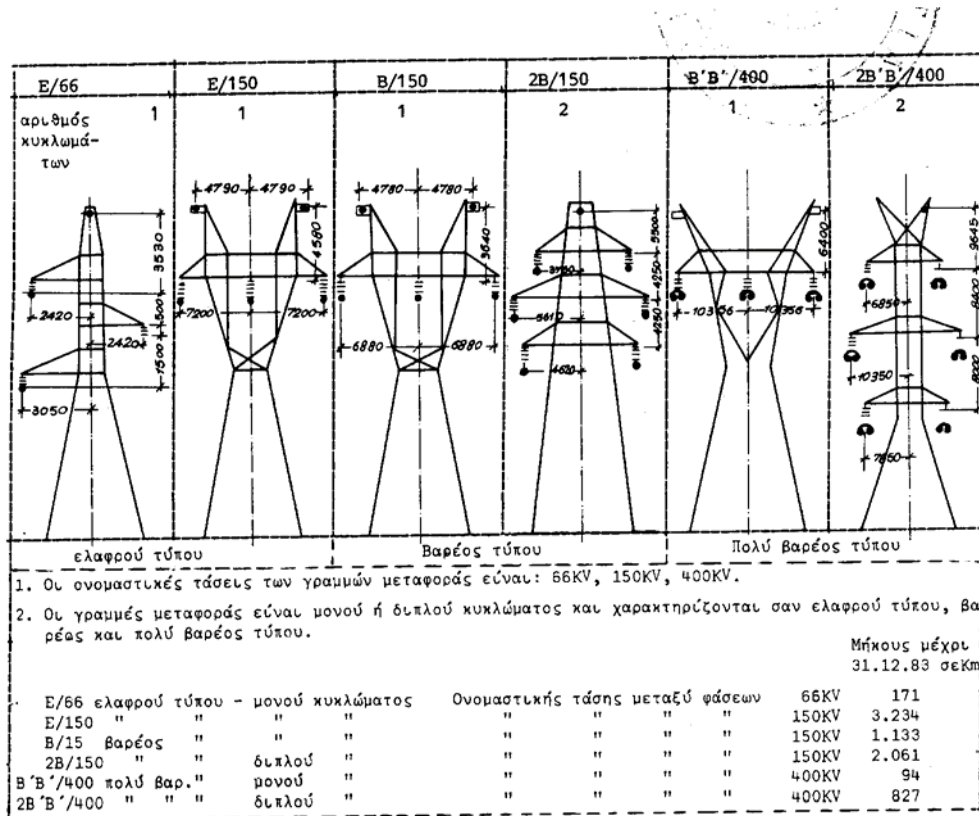 E/66 E/150 B/150 2B/150 B΄B΄/400 2B΄B΄/400
1 1 1 2 1 2
αριθμός
κυκλωμά-
των
4790 4790 4780 4780
3530 4580 3640 6400
2420 500 7200 7200 10356 10356 6850
2420 1500 6880 6880 5610 4250 10350 8000
3050 4620 7850
ελαφρού τύπου Βαρέος τύπου Πολύ βαρέος τύπου
1. Οι ονομαστικές τάσεις των γραμμών μεταφοράς είναι: 66KV, 150KV, 400KV.
2. Οι γραμμές μεταφοράς είναι μονού ή διπλού κυκλώματος και χαρακτηρίζονται σαν ελαφρού τύπου, βα
ρέως και πολύ βαρέος τύπου.
Μήκους μέχρι
31.12.83 σεKm
E/66 ελαφρού τύπου - μονού κυκλώματος Ονομαστικής τάσης μεταξύ φάσεων 66KV 171
E/150 " " " " " " " " 150KV 3.234
B/15 βαρέος " " " " " " " 150KV 1.133
2B/150 " " διπλού " " " " " 150KV 2.061
B΄B΄/400 πολύ βαρ." μονού " " " " " 400KV 94
2B΄B΄/400 " " " διπλού " " " " " 400KV 827